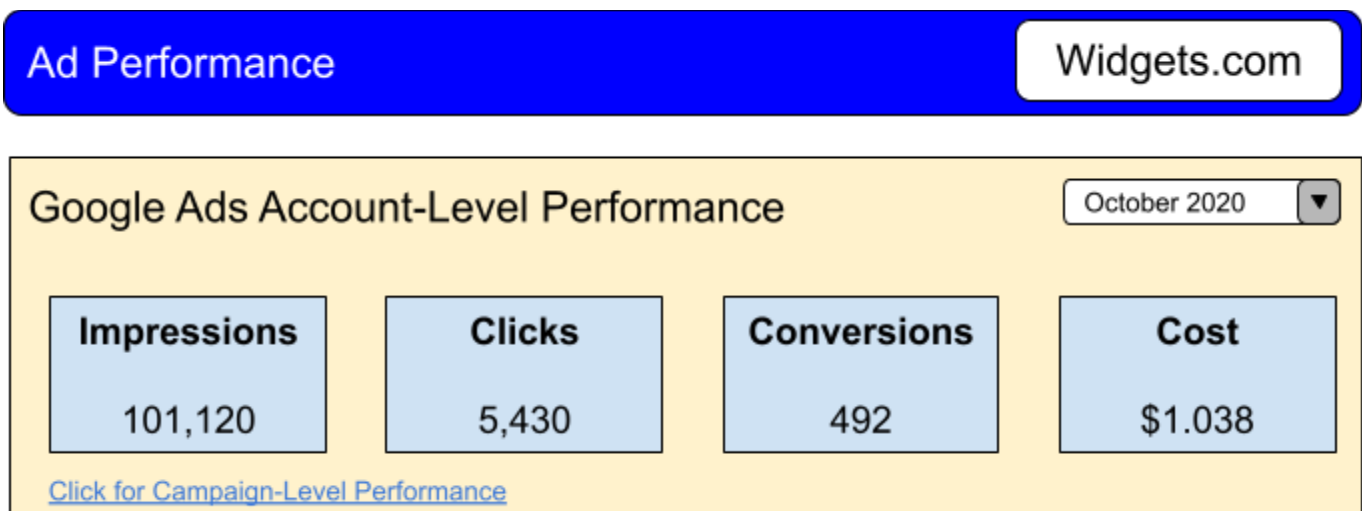 Ad Performance
Widgets.com
Google Ads Account-Level Performance
October 2020
Impressions
Clicks
Conversions
Cost
101,120
5,430
492
$1.038
Click for Campaign-Level Performance